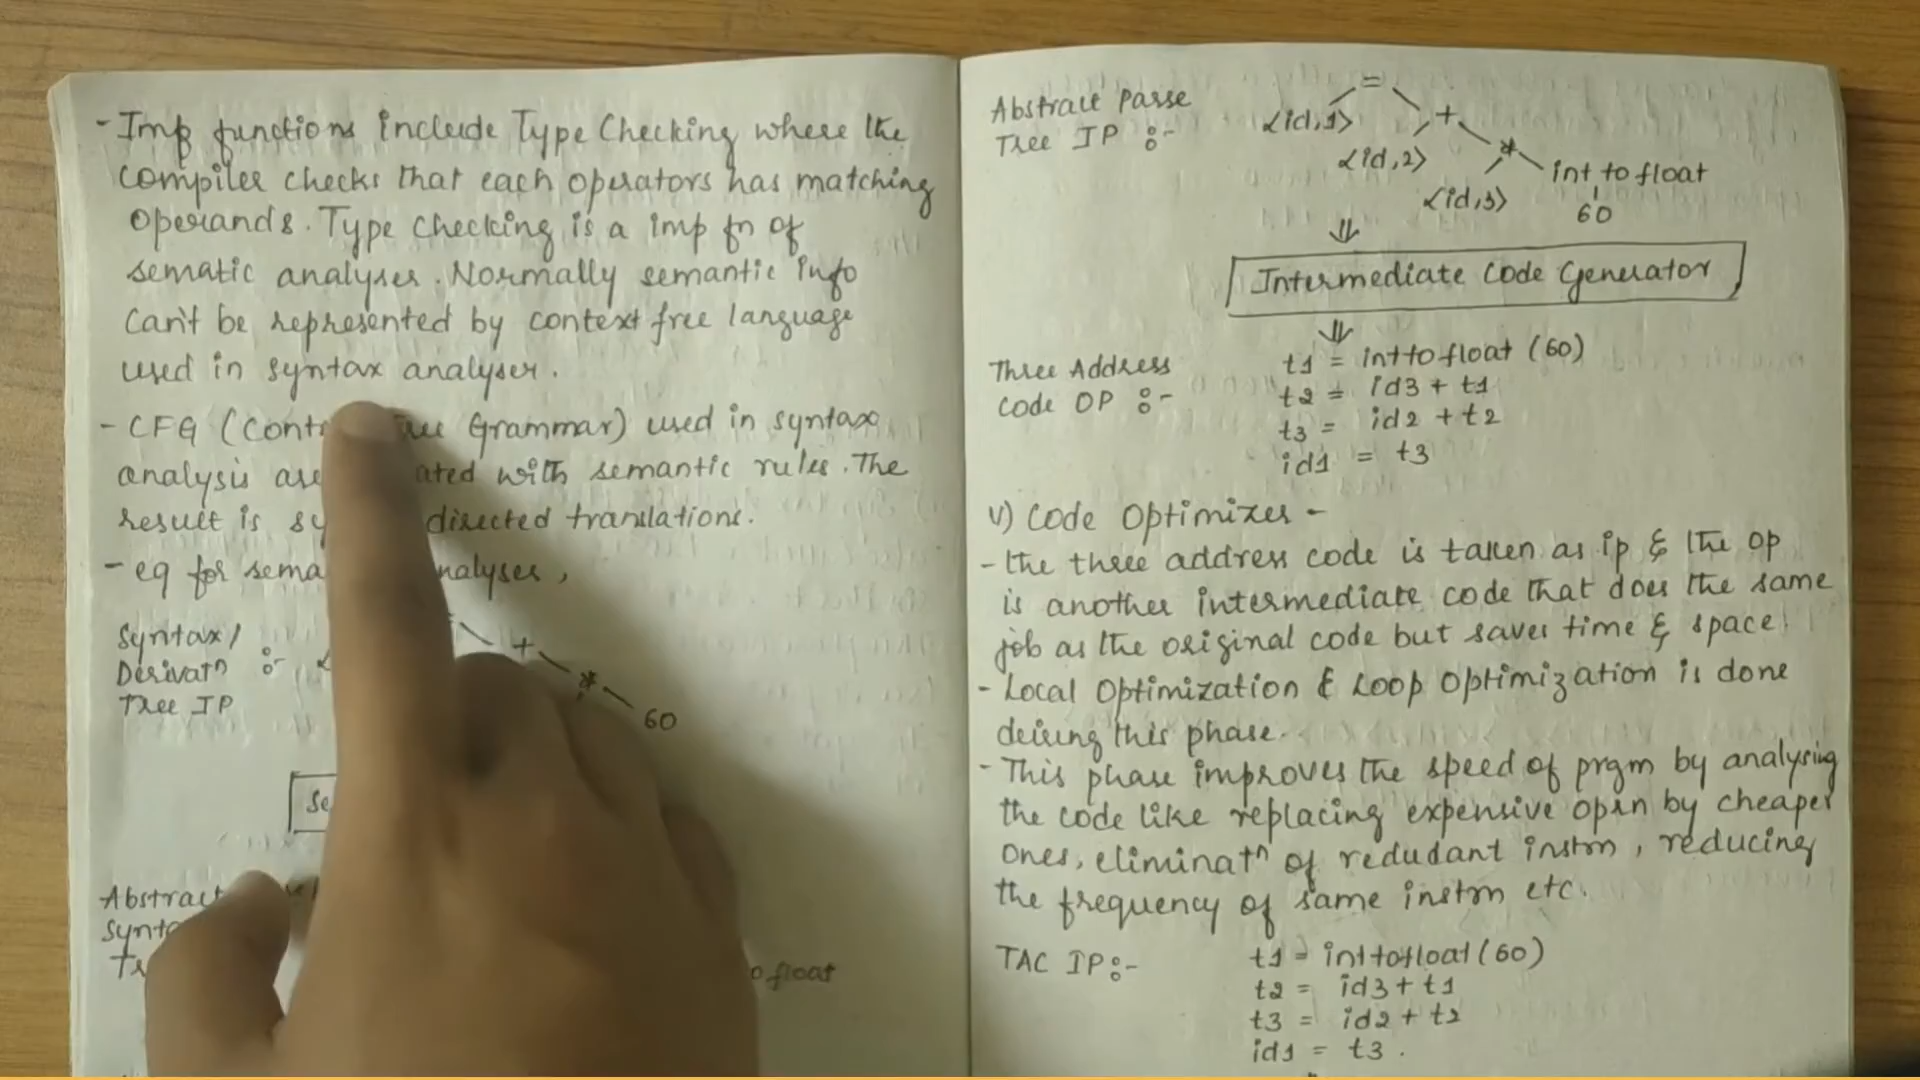 - Imp functions include Type Checking where the
compiler checks that each operators has matching
operands. Type checking is a imp fn of
sematic analyser. Normally semantic info
can't be represented by context free language
used in syntax analyser.
- CFG ( Grammar) used in syntax
analysis are with semantic rules. The
result is directed translations.
- eg for
Syntax/
Derivatn :-
Tree IP
+
*
60
Abstract
float
Abstract Parse
Tree IP :-
=
<id,1>
+
<id,2>
*
<id,3>
int to float
60
Intermediate Code Generator
Three Address
Code OP :-
t1 = inttofloat (60)
t2 = id3 + t1
t3 = id2 + t2
id1 = t3
v) Code Optimizer -
- the three address code is taken as ip & the op
is another intermediate code that does the same
job as the original code but saves time & space.
- Local Optimization & Loop Optimization is done
during this phase.
- This phase improves the speed of prgm by analysing
the code like replacing expensive opan by cheaper
ones, eliminatn of redudant instrn, reducing
the frequency of same instrn etc.
TAC IP:-
t1 = inttofloat (60)
t2 = id3 + t1
t3 = id2 + t2
id1 = t3.